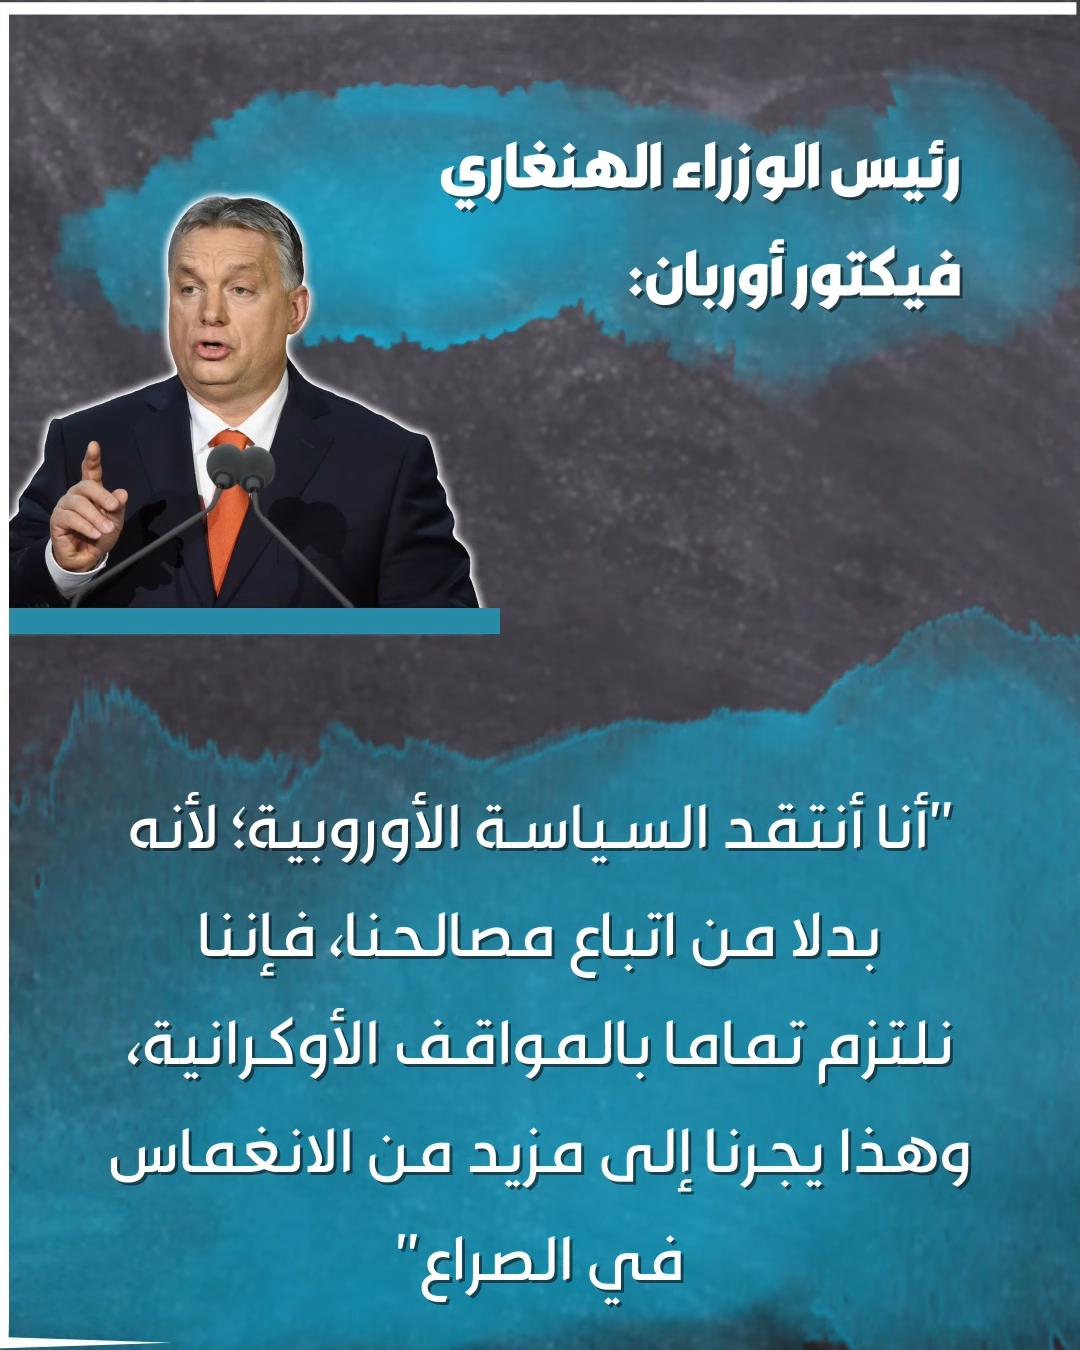 رئيس الوزراء الهنغاري
فيكتور أوربان:
"أنا أنتقد السياسة الأوروبية؛ لأنه
بدلا من اتباع مصالحنا، فإننا
نلتزم تماما بالمواقف الأوكرانية،
وهذا يجرنا إلى مزيد من الانغماس
في الصراع"